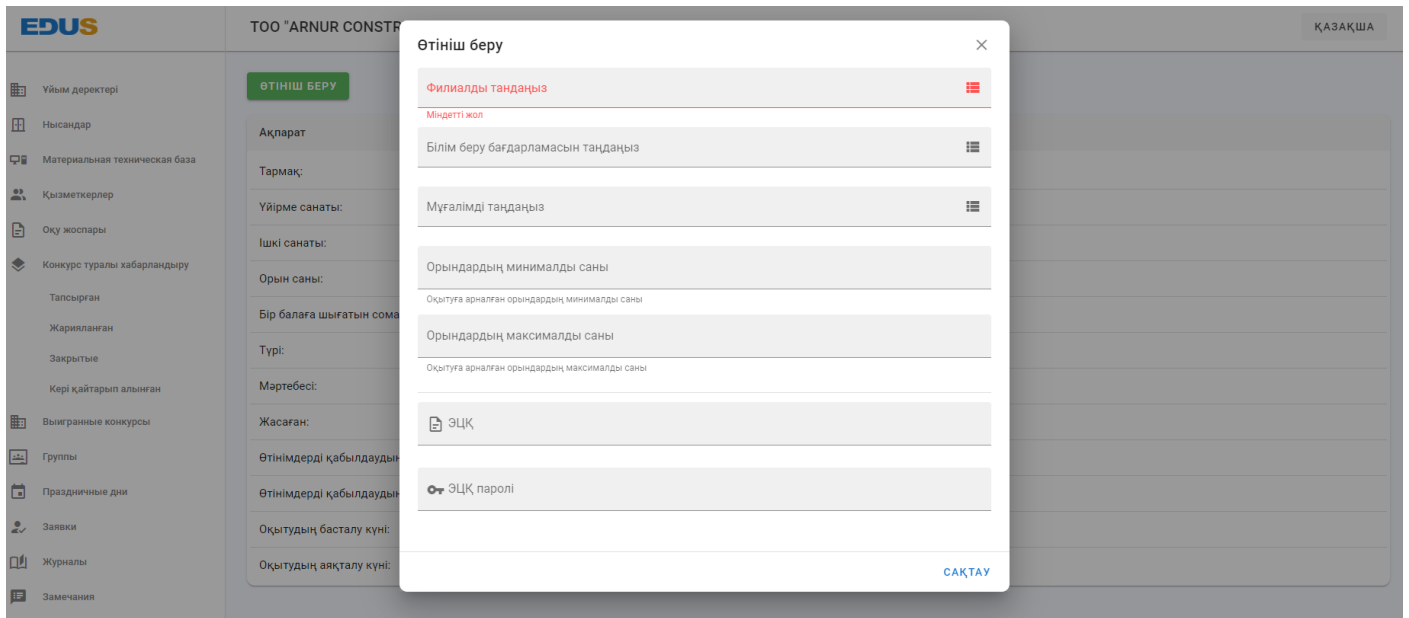 EDUS
ТОО "ARNUR CONSTR
ҚАЗАҚША
Ұйым деректері
Нысандар
Материальная техническая база
Қызметкерлер
Оқу жоспары
Конкурс туралы хабарландыру
Тапсырған
Жарияланған
Закрытые
Кері қайтарып алынған
Выигранные конкурсы
Группы
Праздничные дни
Заявки
Журналы
Замечания
ӨТІНІШ БЕРУ
Ақпарат
Тармақ:
Үйірме санаты:
Ішкі санаты:
Орын саны:
Бір балаға шығатын сома
Түрі:
Мәртебесі:
Жасаған:
Өтінімдерді қабылдаудың
Өтінімдерді қабылдаудың
Оқытудың басталу күні:
Оқытудың аяқталу күні:
Өтініш беру
Филиалды тандаңыз
Міндетті жол
Білім беру бағдарламасын таңдаңыз
Мұғалімді таңдаңыз
Орындардың минималды саны
Оқытуға арналған орындардың минималды саны
Орындардың максималды саны
Оқытуға арналған орындардың максималды саны
ЭЦҚ
ЭЦҚ паролі
САҚТАУ